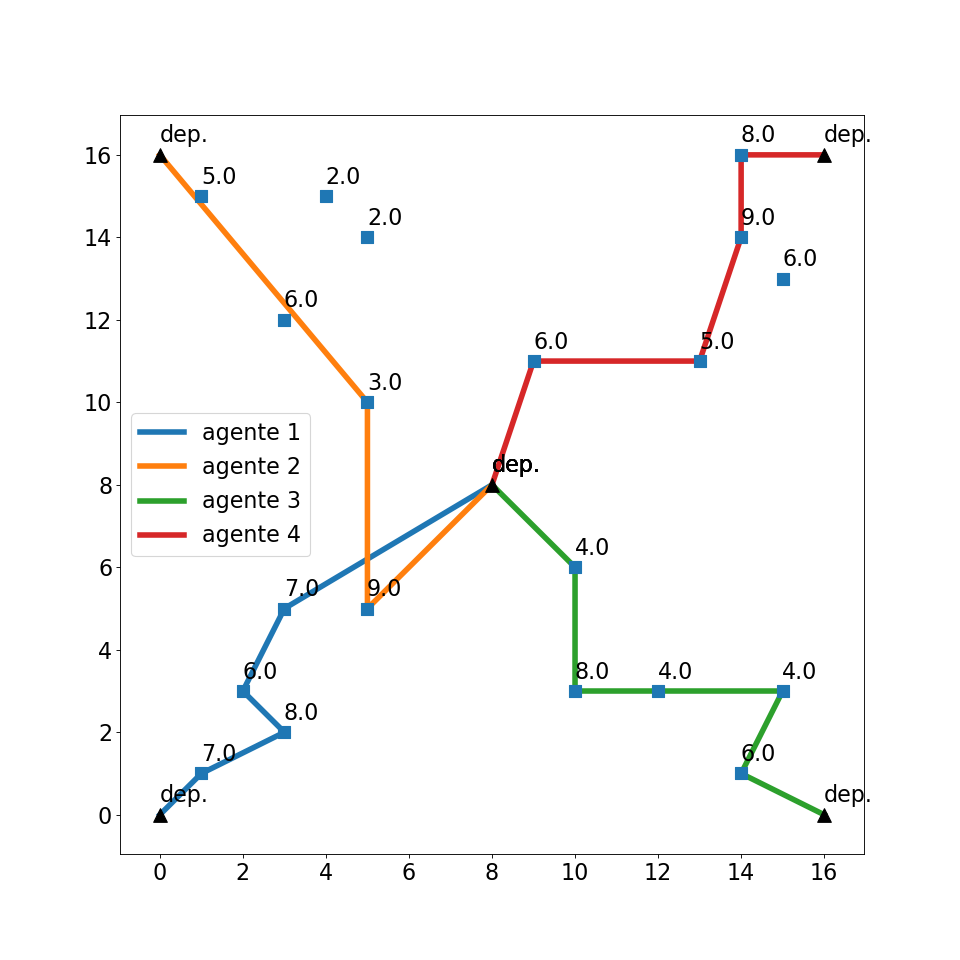 dep. 8.0 dep.
16
5.0 2.0
2.0 9.0
14
6.0
6.0
12
6.0 5.0
3.0
10
agente 1
agente 2
agente 3
agente 4
dep.
dep.
8
4.0
6
7.0 9.0
4
6.0 8.0 4.0 4.0
8.0
2
7.0 6.0
dep. dep.
0
0 2 4 6 8 10 12 14 16